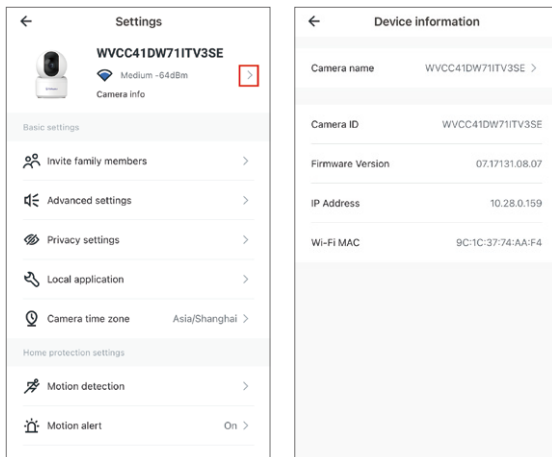 Settings
WVCC41DW71ITV3SE
Medium -64dBm
Camera info
Basic settings
Invite family members
Advanced settings
Privacy settings
Local application
Camera time zone Asia/Shanghai
Home protection settings
Motion detection
Motion alert On
Device information
Camera name WVCC41DW71ITV3SE
Camera ID WVCC41DW71ITV3SE
Firmware Version 07.17131.08.07
IP Address 10.28.0.159
Wi-Fi MAC 9C:1C:37:74:AA:F4